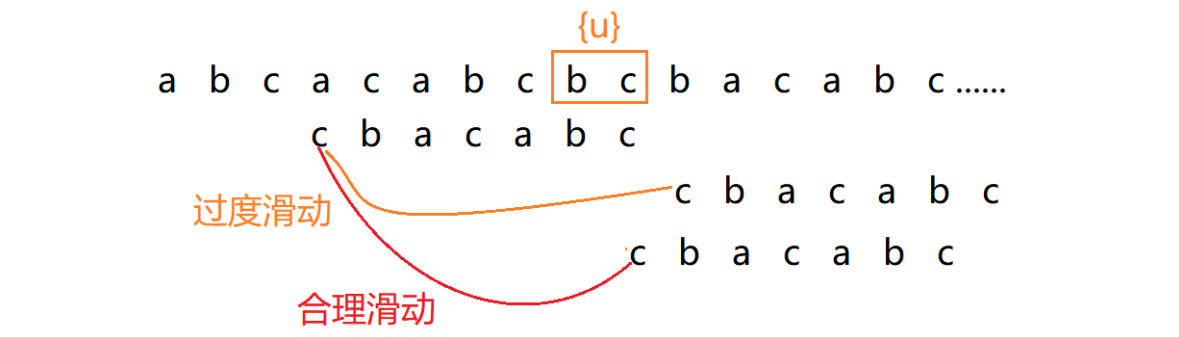 {u}
a b c a c a b c b c b a c a b c ......
c b a c a b c
c b a c a b c
过度滑动
c b a c a b c
合理滑动